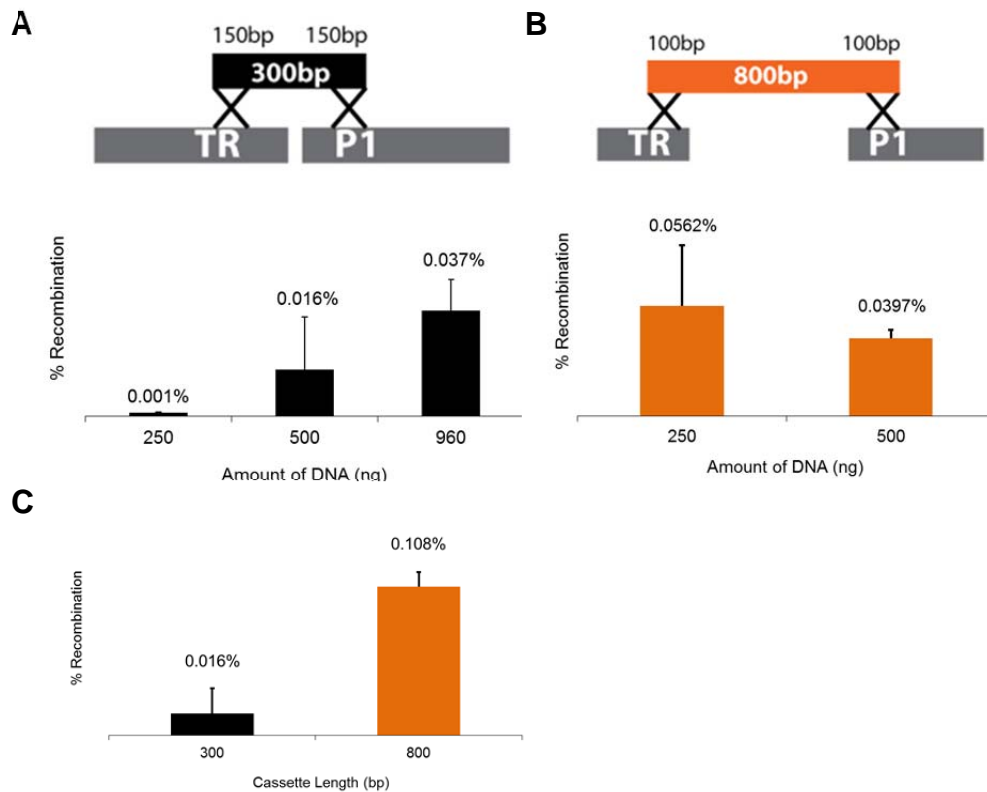 A
150bp 150bp
300bp
TR P1
% Recombination
0.001%
0.016%
0.037%
250 500 960
Amount of DNA (ng)
B
100bp 100bp
800bp
TR P1
% Recombination
0.0562%
0.0397%
250 500
Amount of DNA (ng)
C
% Recombination
0.016%
0.108%
300 800
Cassette Length (bp)